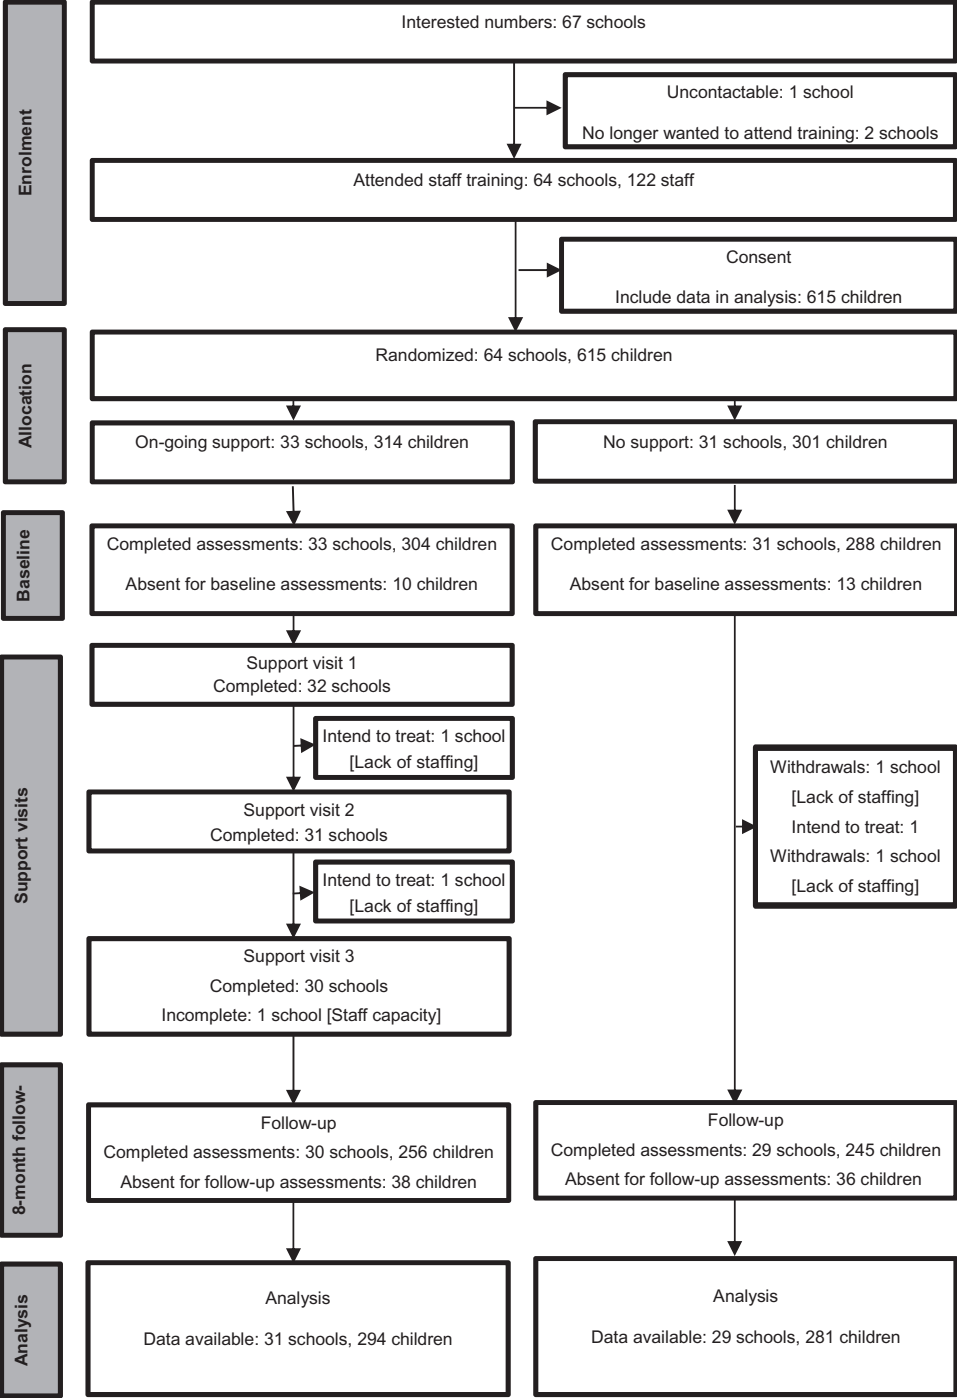 Enrolment
Interested numbers: 67 schools
Uncontactable: 1 school
No longer wanted to attend training: 2 schools
Attended staff training: 64 schools, 122 staff
Consent
Include data in analysis: 615 children
Allocation
Randomized: 64 schools, 615 children
On-going support: 33 schools, 314 children
No support: 31 schools, 301 children
Baseline
Completed assessments: 33 schools, 304 children
Absent for baseline assessments: 10 children
Completed assessments: 31 schools, 288 children
Absent for baseline assessments: 13 children
Support visits
Support visit 1
Completed: 32 schools
Intend to treat: 1 school
[Lack of staffing]
Support visit 2
Completed: 31 schools
Intend to treat: 1 school
[Lack of staffing]
Support visit 3
Completed: 30 schools
Incomplete: 1 school [Staff capacity]
Withdrawals: 1 school
[Lack of staffing]
Intend to treat: 1
Withdrawals: 1 school
[Lack of staffing]
8-month follow-
Follow-up
Completed assessments: 30 schools, 256 children
Absent for follow-up assessments: 38 children
Follow-up
Completed assessments: 29 schools, 245 children
Absent for follow-up assessments: 36 children
Analysis
Analysis
Data available: 31 schools, 294 children
Analysis
Data available: 29 schools, 281 children